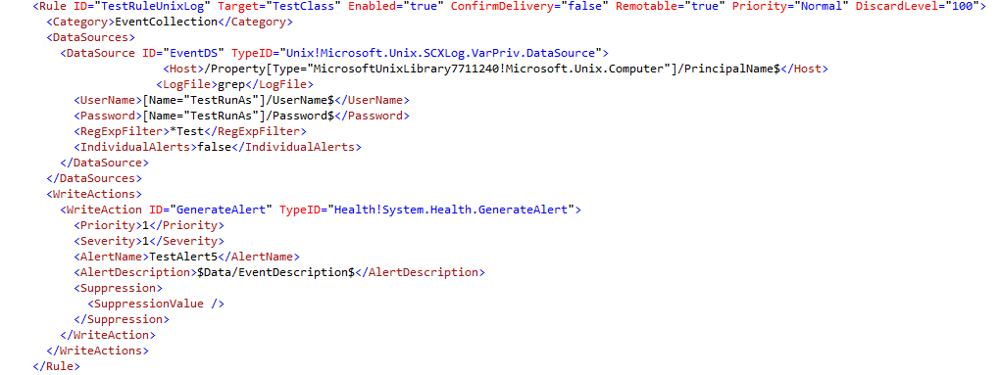 <Rule ID="TestRuleUnixLog" Target="TestClass" Enabled="true" ConfirmDelivery="false" Remotable="true" Priority="Normal" DiscardLevel="100">
<Category>EventCollection</Category>
<DataSources>
<DataSource ID="EventDS" TypeID="Unix!Microsoft.Unix.SCXLog.VarPriv.DataSource">
<Host>/Property[Type="MicrosoftUnixLibrary7711240!Microsoft.Unix.Computer"]/PrincipalName$</Host>
<LogFile>grep</LogFile>
<UserName>[Name="TestRunAs"]/UserName$</UserName>
<Password>[Name="TestRunAs"]/Password$</Password>
<RegExpFilter>*Test</RegExpFilter>
<IndividualAlerts>false</IndividualAlerts>
</DataSource>
</DataSources>
<WriteActions>
<WriteAction ID="GenerateAlert" TypeID="Health!System.Health.GenerateAlert">
<Priority>1</Priority>
<Severity>1</Severity>
<AlertName>TestAlert5</AlertName>
<AlertDescription>$Data/EventDescription$</AlertDescription>
<Suppression>
<SuppressionValue />
</Suppression>
</WriteAction>
</WriteActions>
</Rule>